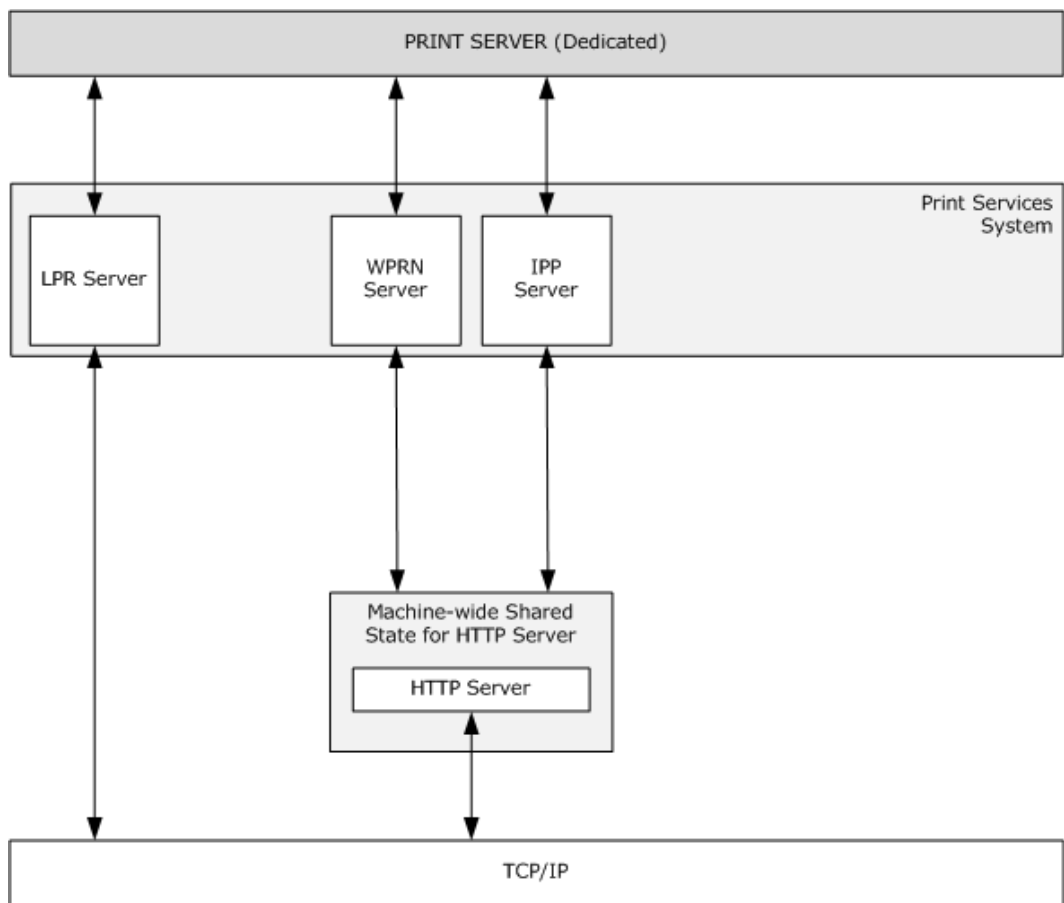 PRINT SERVER (Dedicated)
Print Services
System
LPR Server
WPRN
Server
IPP
Server
Machine-wide Shared
State for HTTP Server
HTTP Server
TCP/IP